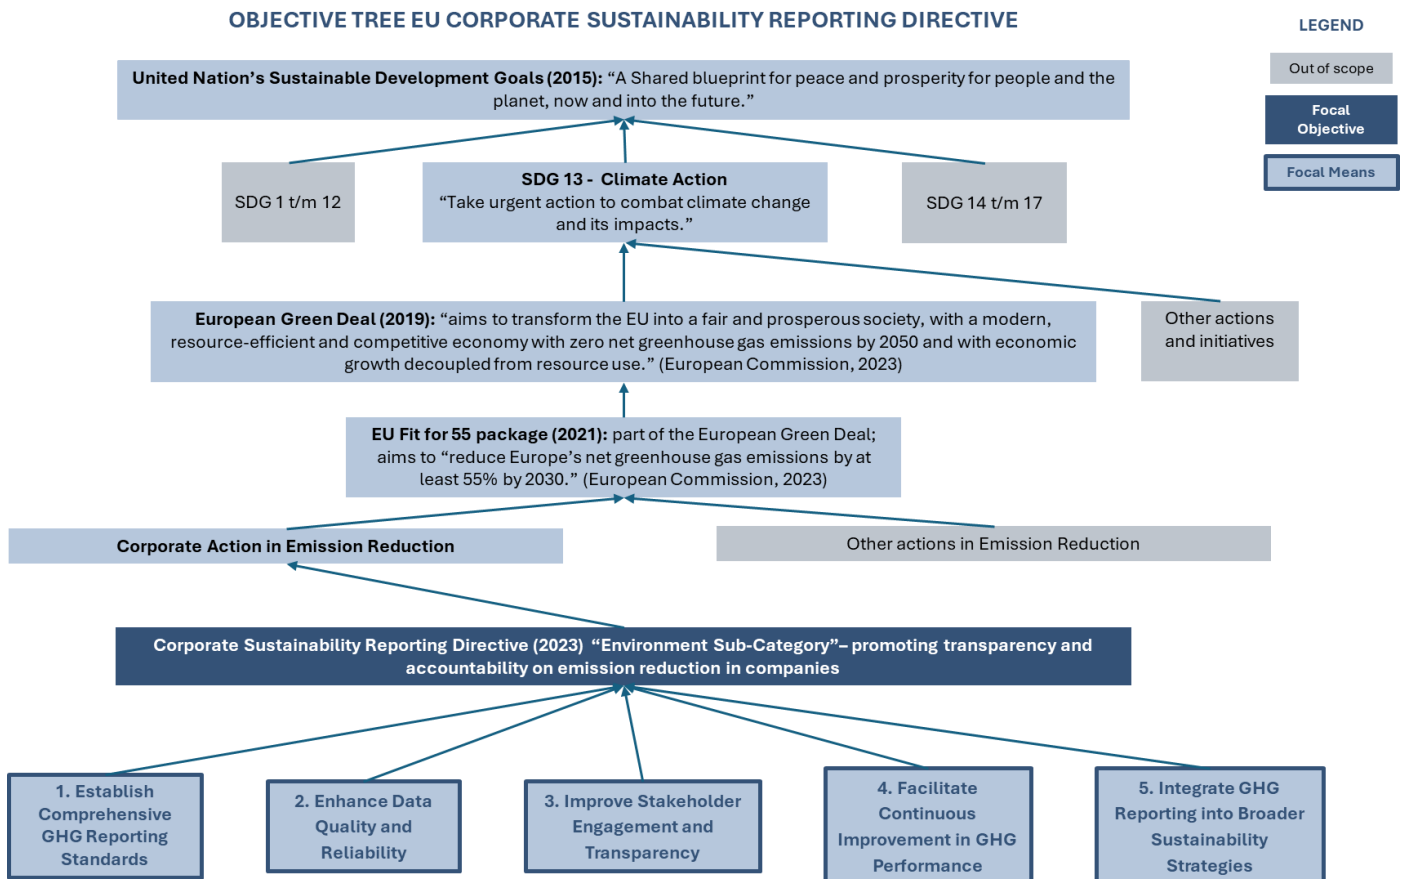 OBJECTIVE TREE EU CORPORATE SUSTAINABILITY REPORTING DIRECTIVE
LEGEND
Out of scope
Focal
Objective
Focal Means
United Nation’s Sustainable Development Goals (2015): “A Shared blueprint for peace and prosperity for people and the
planet, now and into the future.”
SDG 1 t/m 12
SDG 13 - Climate Action
“Take urgent action to combat climate change
and its impacts.”
SDG 14 t/m 17
European Green Deal (2019): “aims to transform the EU into a fair and prosperous society, with a modern,
resource-efficient and competitive economy with zero net greenhouse gas emissions by 2050 and with economic
growth decoupled from resource use.” (European Commission, 2023)
Other actions
and initiatives
EU Fit for 55 package (2021): part of the European Green Deal;
aims to “reduce Europe’s net greenhouse gas emissions by at
least 55% by 2030.” (European Commission, 2023)
Corporate Action in Emission Reduction
Other actions in Emission Reduction
Corporate Sustainability Reporting Directive (2023) “Environment Sub-Category”– promoting transparency and
accountability on emission reduction in companies
1. Establish
Comprehensive
GHG Reporting
Standards
2. Enhance Data
Quality and
Reliability
3. Improve Stakeholder
Engagement and
Transparency
4. Facilitate
Continuous
Improvement in GHG
Performance
5. Integrate GHG
Reporting into Broader
Sustainability
Strategies